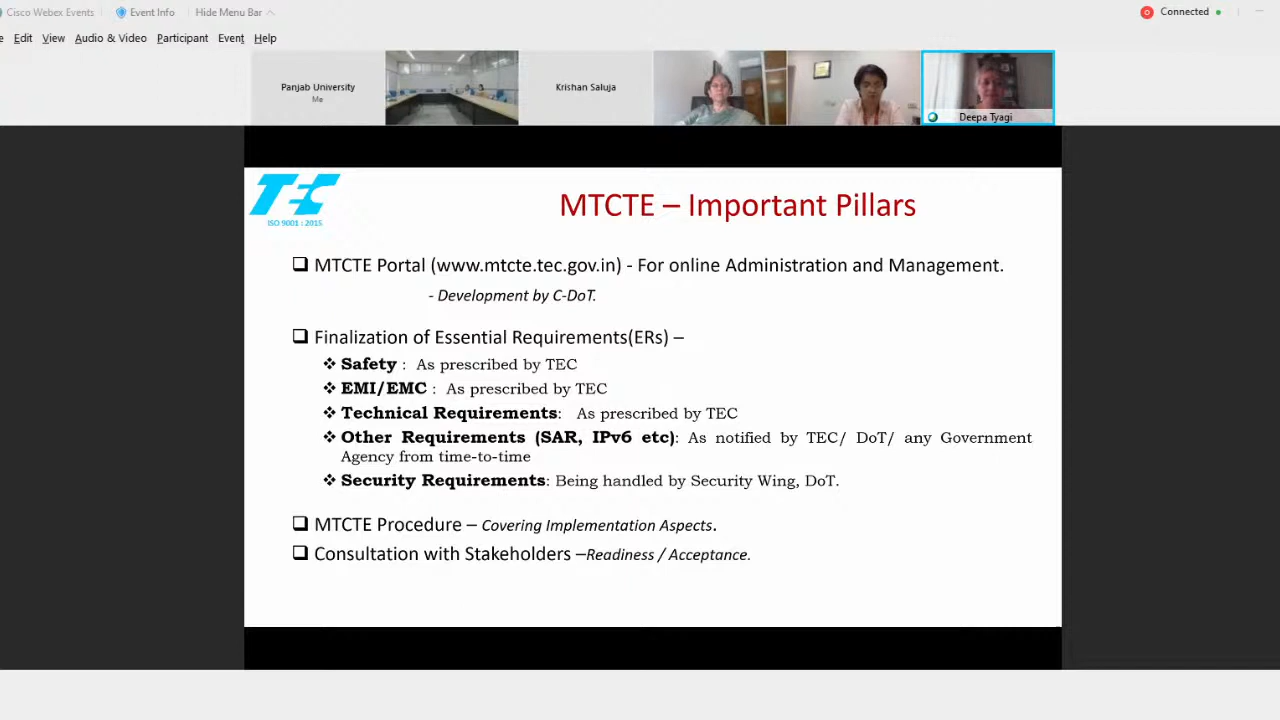 Cisco Webex Events Event Info Hide Menu Bar Connected
Edit View Audio & Video Participant Event Help
Panjab University
Me
Krishan Saluja
Deepa Tyagi
TEC
ISO 9001 : 2015
MTCTE – Important Pillars
MTCTE Portal (www.mtcte.tec.gov.in) - For online Administration and Management.
- Development by C-DoT.
Finalization of Essential Requirements(ERs) –
Safety : As prescribed by TEC
EMI/EMC : As prescribed by TEC
Technical Requirements: As prescribed by TEC
Other Requirements (SAR, IPv6 etc): As notified by TEC/ DoT/ any Government
Agency from time-to-time
Security Requirements: Being handled by Security Wing, DoT.
MTCTE Procedure – Covering Implementation Aspects.
Consultation with Stakeholders –Readiness / Acceptance.